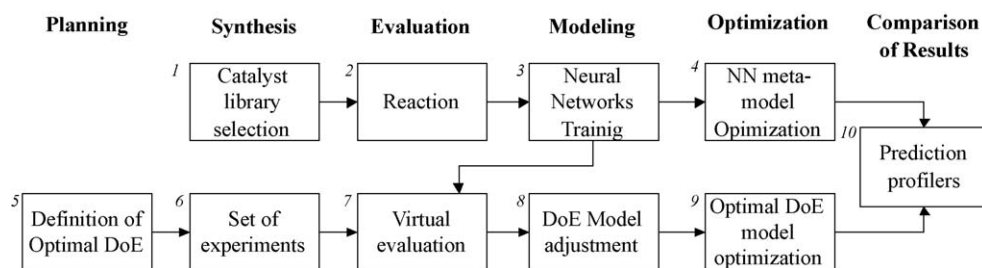 Planning
Synthesis
Evaluation
Modeling
Optimization
Comparison
of Results
1
Catalyst
library
selection
2
Reaction
3
Neural
Networks
Trainig
4
NN meta-
model
Opimization
10
Prediction
profilers
5
Definition of
Optimal DoE
6
Set of
experiments
7
Virtual
evaluation
8
DoE Model
adjustment
9
Optimal DoE
model
optimization